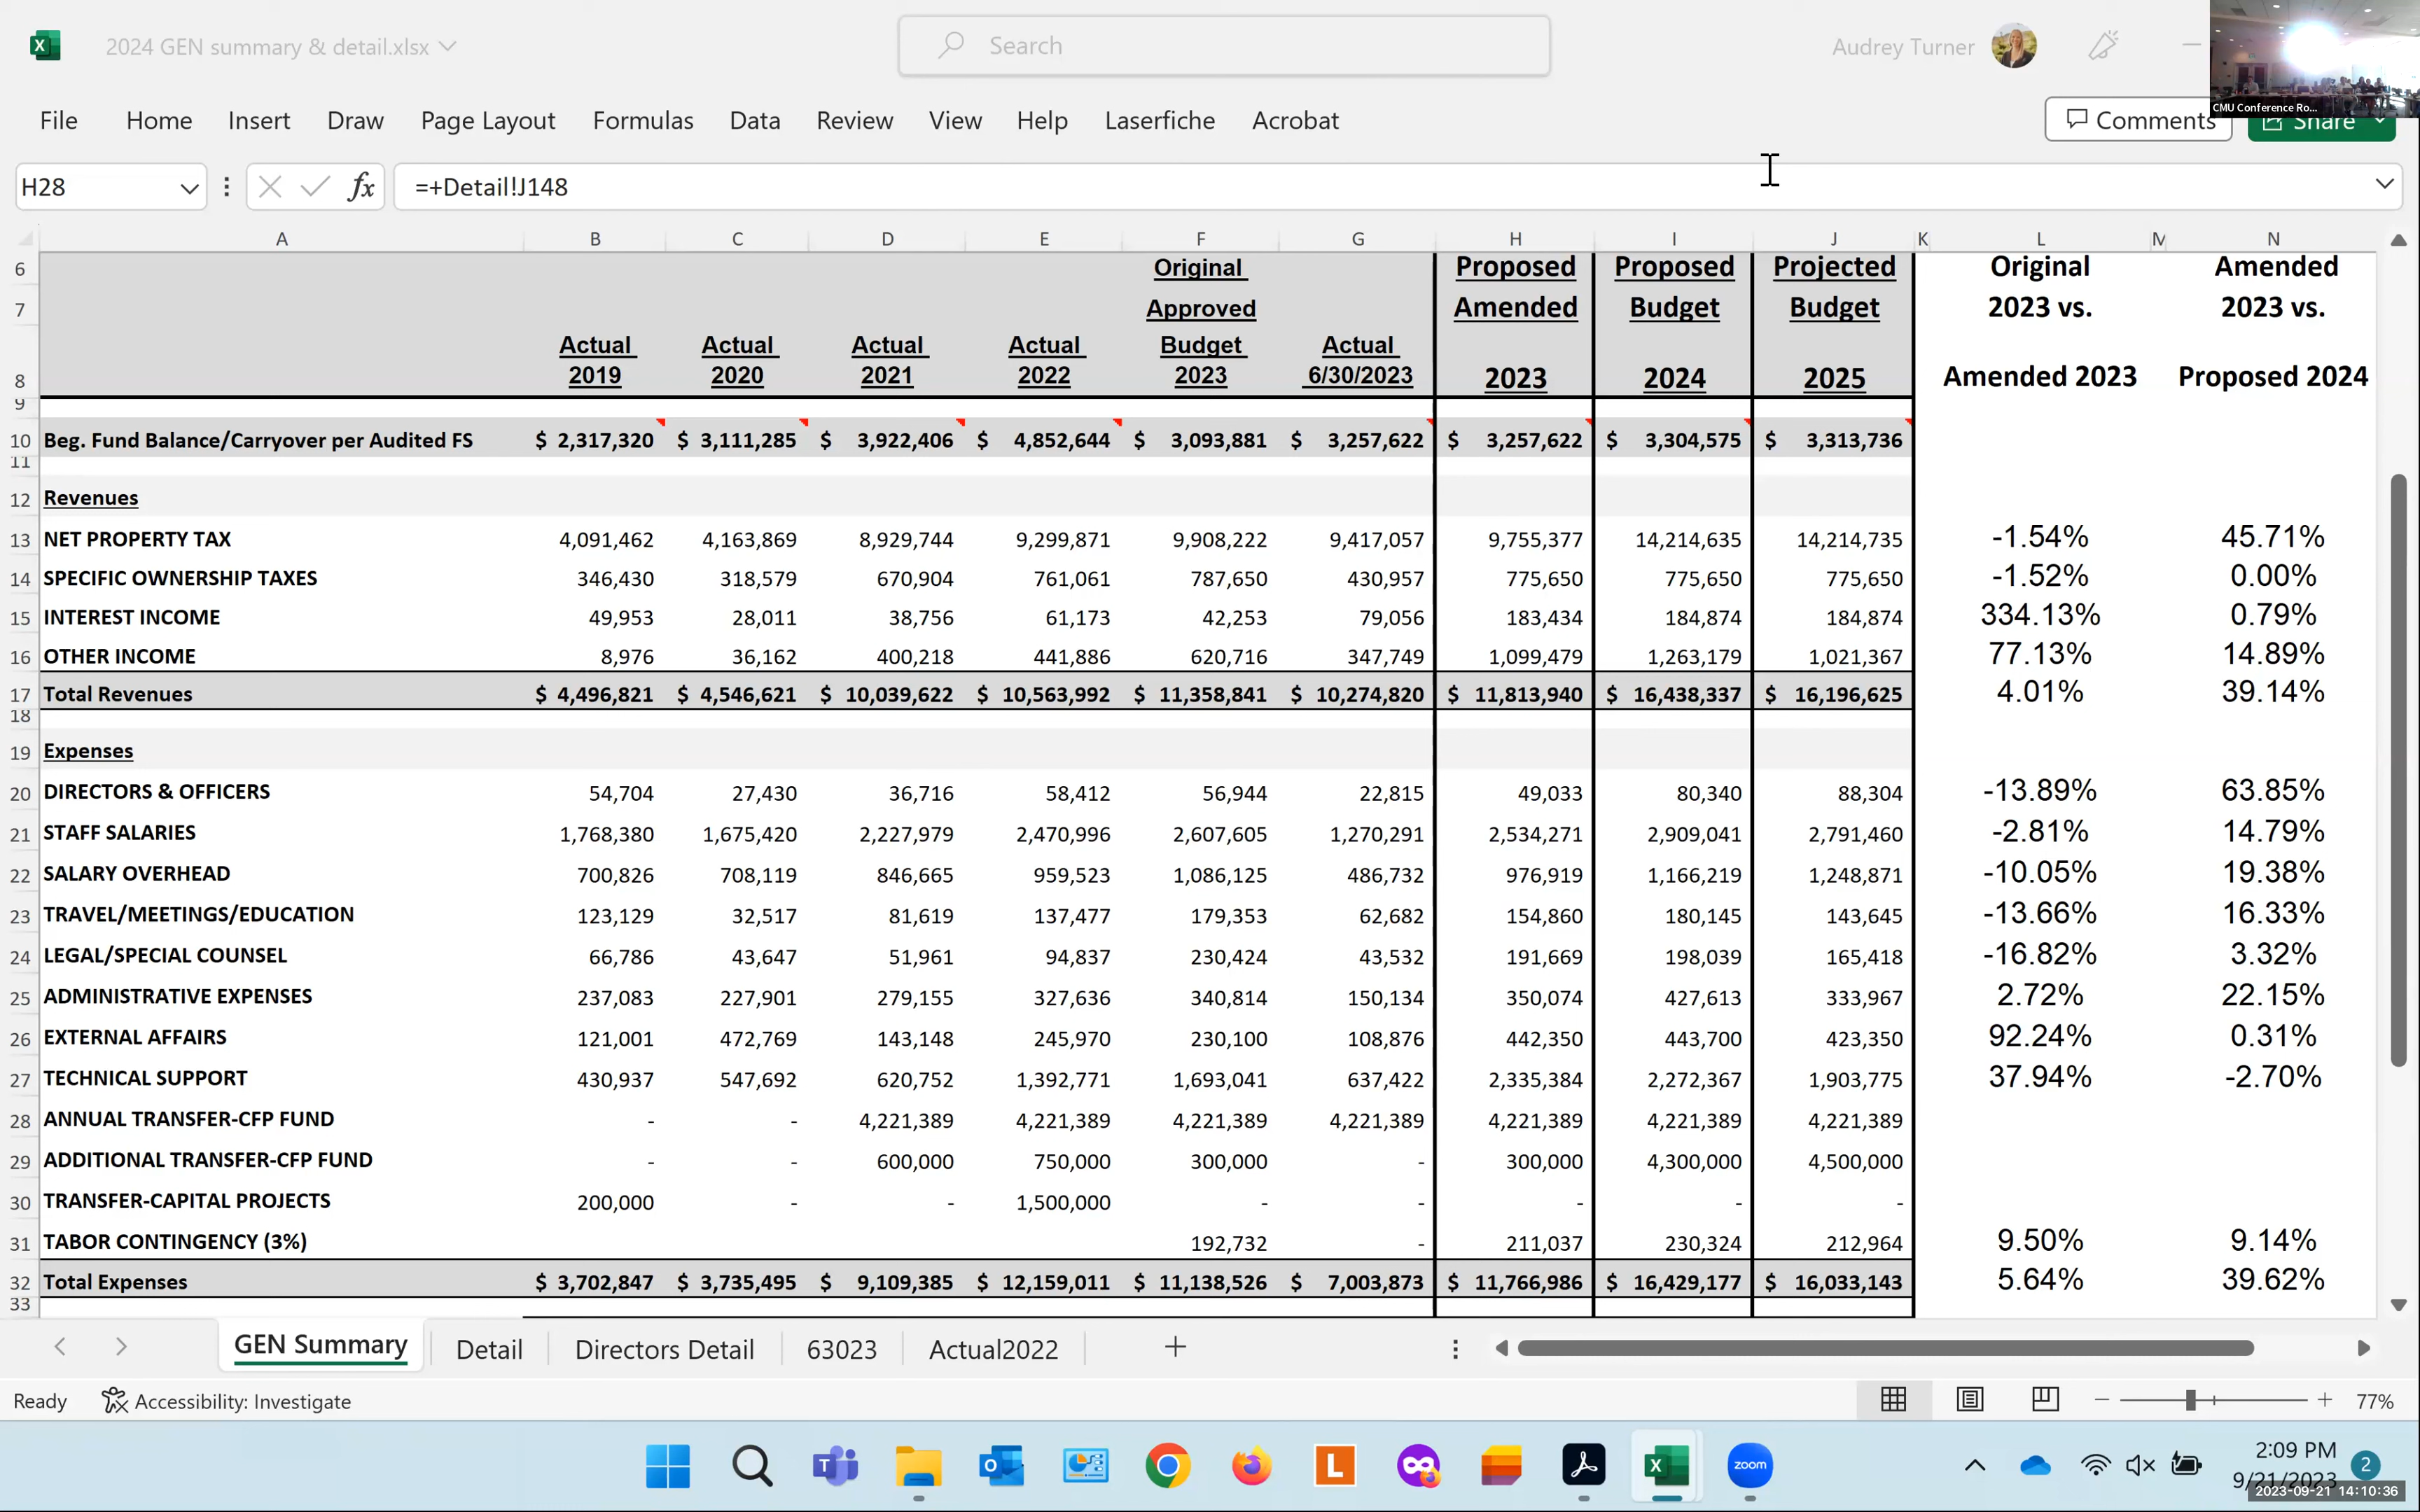 2024 GEN summary & detail.xlsx
Search
Audrey Turner
CMU Conference Ro...
File Home Insert Draw Page Layout Formulas Data Review View Help Laserfiche Acrobat
Comments Share
H28 fx =+Detail!J148
A B C D E F G H I J K L M N
6 Original Proposed Proposed Projected Original Amended
7 Approved Amended Budget Budget 2023 vs. 2023 vs.
Actual Actual Actual Actual Budget Actual
8 2019 2020 2021 2022 2023 6/30/2023 2023 2024 2025 Amended 2023 Proposed 2024
9
10 Beg. Fund Balance/Carryover per Audited FS $ 2,317,320 $ 3,111,285 $ 3,922,406 $ 4,852,644 $ 3,093,881 $ 3,257,622 $ 3,257,622 $ 3,304,575 $ 3,313,736
11
12 Revenues
13 NET PROPERTY TAX 4,091,462 4,163,869 8,929,744 9,299,871 9,908,222 9,417,057 9,755,377 14,214,635 14,214,735 -1.54% 45.71%
14 SPECIFIC OWNERSHIP TAXES 346,430 318,579 670,904 761,061 787,650 430,957 775,650 775,650 775,650 -1.52% 0.00%
15 INTEREST INCOME 49,953 28,011 38,756 61,173 42,253 79,056 183,434 184,874 184,874 334.13% 0.79%
16 OTHER INCOME 8,976 36,162 400,218 441,886 620,716 347,749 1,099,479 1,263,179 1,021,367 77.13% 14.89%
17 Total Revenues $ 4,496,821 $ 4,546,621 $ 10,039,622 $ 10,563,992 $ 11,358,841 $ 10,274,820 $ 11,813,940 $ 16,438,337 $ 16,196,625 4.01% 39.14%
18
19 Expenses
20 DIRECTORS & OFFICERS 54,704 27,430 36,716 58,412 56,944 22,815 49,033 80,340 88,304 -13.89% 63.85%
21 STAFF SALARIES 1,768,380 1,675,420 2,227,979 2,470,996 2,607,605 1,270,291 2,534,271 2,909,041 2,791,460 -2.81% 14.79%
22 SALARY OVERHEAD 700,826 708,119 846,665 959,523 1,086,125 486,732 976,919 1,166,219 1,248,871 -10.05% 19.38%
23 TRAVEL/MEETINGS/EDUCATION 123,129 32,517 81,619 137,477 179,353 62,682 154,860 180,145 143,645 -13.66% 16.33%
24 LEGAL/SPECIAL COUNSEL 66,786 43,647 51,961 94,837 230,424 43,532 191,669 198,039 165,418 -16.82% 3.32%
25 ADMINISTRATIVE EXPENSES 237,083 227,901 279,155 327,636 340,814 150,134 350,074 427,613 333,967 2.72% 22.15%
26 EXTERNAL AFFAIRS 121,001 472,769 143,148 245,970 230,100 108,876 442,350 443,700 423,350 92.24% 0.31%
27 TECHNICAL SUPPORT 430,937 547,692 620,752 1,392,771 1,693,041 637,422 2,335,384 2,272,367 1,903,775 37.94% -2.70%
28 ANNUAL TRANSFER-CFP FUND - - 4,221,389 4,221,389 4,221,389 4,221,389 4,221,389 4,221,389 4,221,389
29 ADDITIONAL TRANSFER-CFP FUND - - 600,000 750,000 300,000 - 300,000 4,300,000 4,500,000
30 TRANSFER-CAPITAL PROJECTS 200,000 - - 1,500,000 - - - - -
31 TABOR CONTINGENCY (3%) 192,732 - 211,037 230,324 212,964 9.50% 9.14%
32 Total Expenses $ 3,702,847 $ 3,735,495 $ 9,109,385 $ 12,159,011 $ 11,138,526 $ 7,003,873 $ 11,766,986 $ 16,429,177 $ 16,033,143 5.64% 39.62%
33
GEN Summary Detail Directors Detail 63023 Actual2022 +
Ready Accessibility: Investigate 77%
2:09 PM
9/21/2023 2
2023-09-21 14:10:36